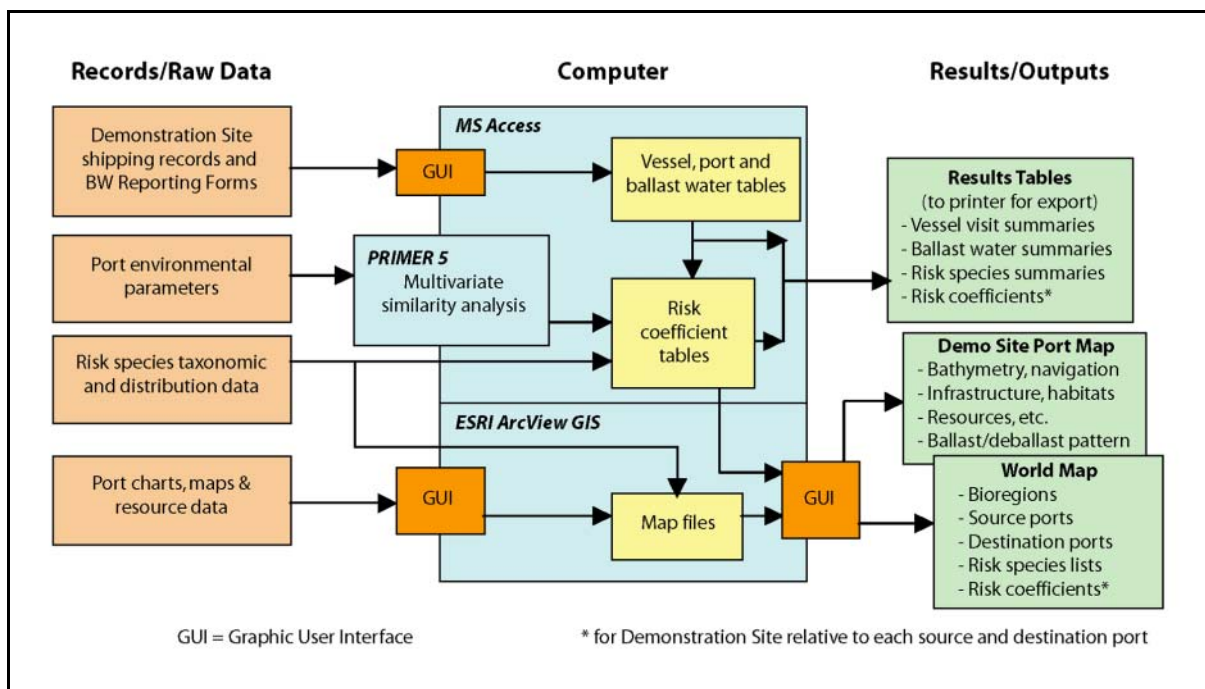 Records/Raw Data
Computer
Results/Outputs
Demonstration Site
shipping records and
BW Reporting Forms
Port environmental
parameters
Risk species taxonomic
and distribution data
Port charts, maps &
resource data
MS Access
GUI
Vessel, port and
ballast water tables
PRIMER 5
Multivariate
similarity analysis
Risk
coefficient
tables
ESRI ArcView GIS
GUI
Map files
GUI
Results Tables
(to printer for export)
- Vessel visit summaries
- Ballast water summaries
- Risk species summaries
- Risk coefficients*
Demo Site Port Map
- Bathymetry, navigation
- Infrastructure, habitats
- Resources, etc.
- Ballast/deballast pattern
World Map
- Bioregions
- Source ports
- Destination ports
- Risk species lists
- Risk coefficients*
GUI = Graphic User Interface
* for Demonstration Site relative to each source and destination port